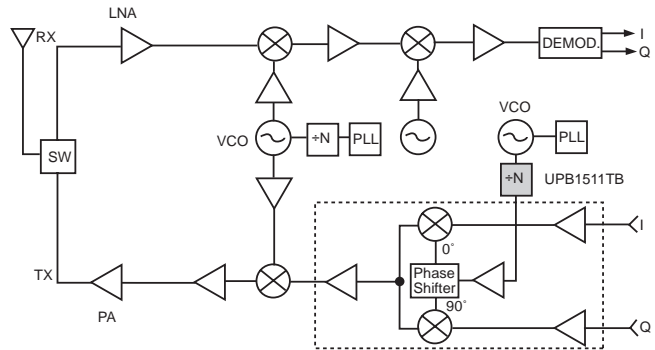 LNA
RX
I
DEMOD.
Q
VCO
VCO
÷N
PLL
PLL
SW
÷N
UPB1511TB
I
0°
TX
Phase
Shifter
90°
PA
Q